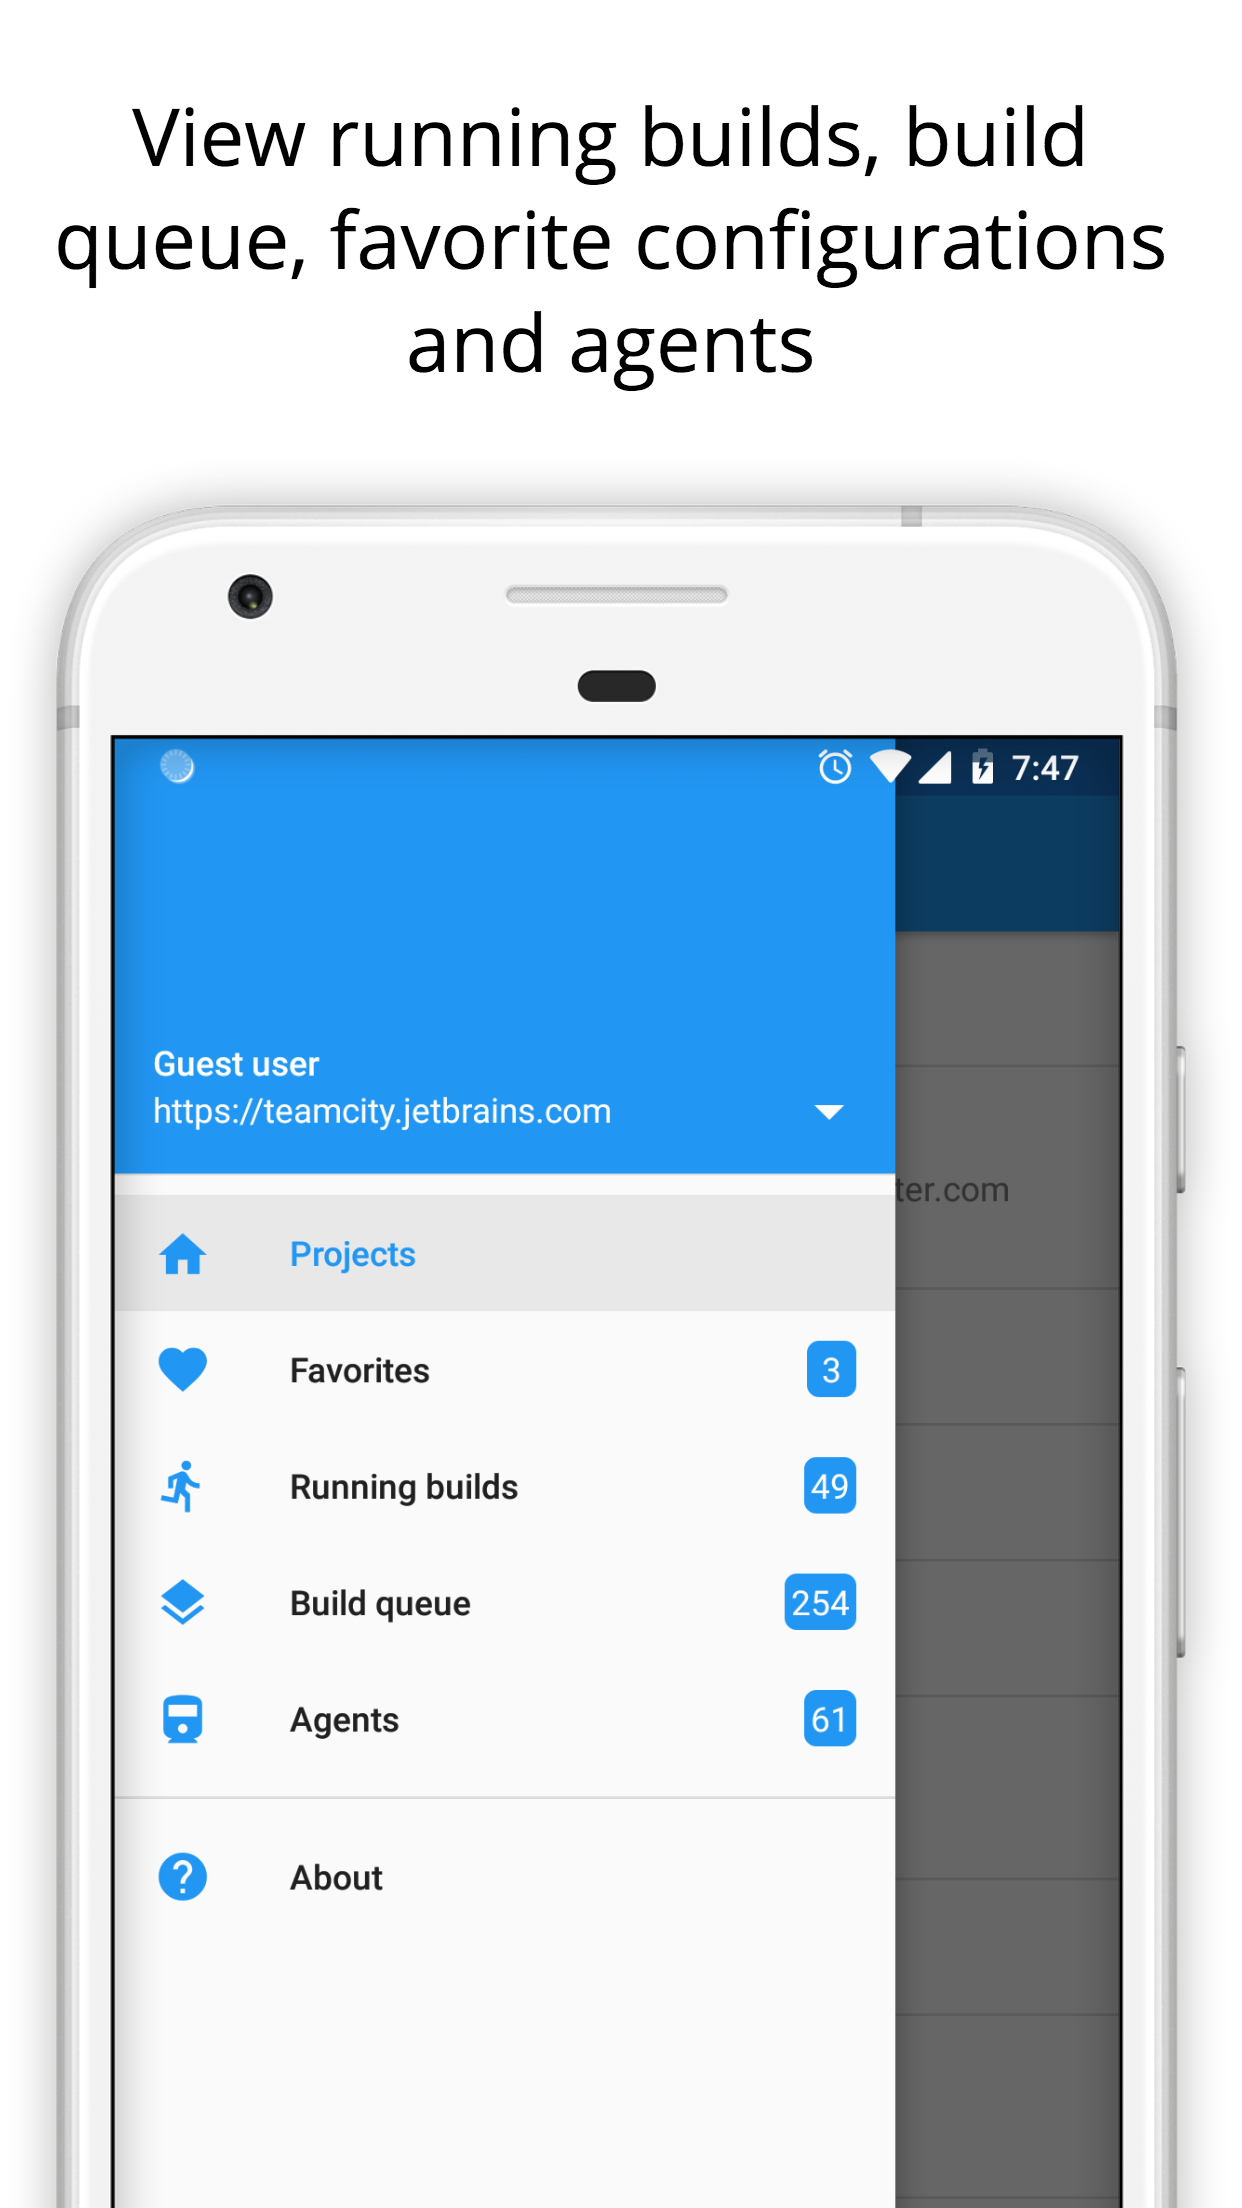 View running builds, build
queue, favorite configurations
and agents
7:47
Guest user
https://teamcity.jetbrains.com
ter.com
Projects
Favorites 3
Running builds 49
Build queue 254
Agents 61
About